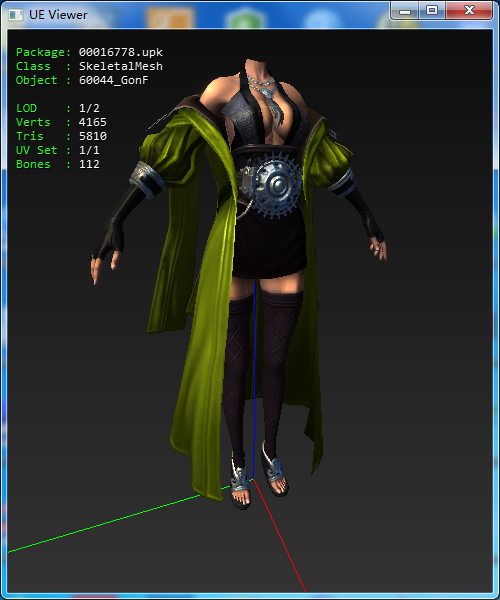 UE Viewer
Package: 00016778.upk
Class : SkeletalMesh
Object : 60044_GonF
LOD : 1/2
Verts : 4165
Tris : 5810
UV Set : 1/1
Bones : 112